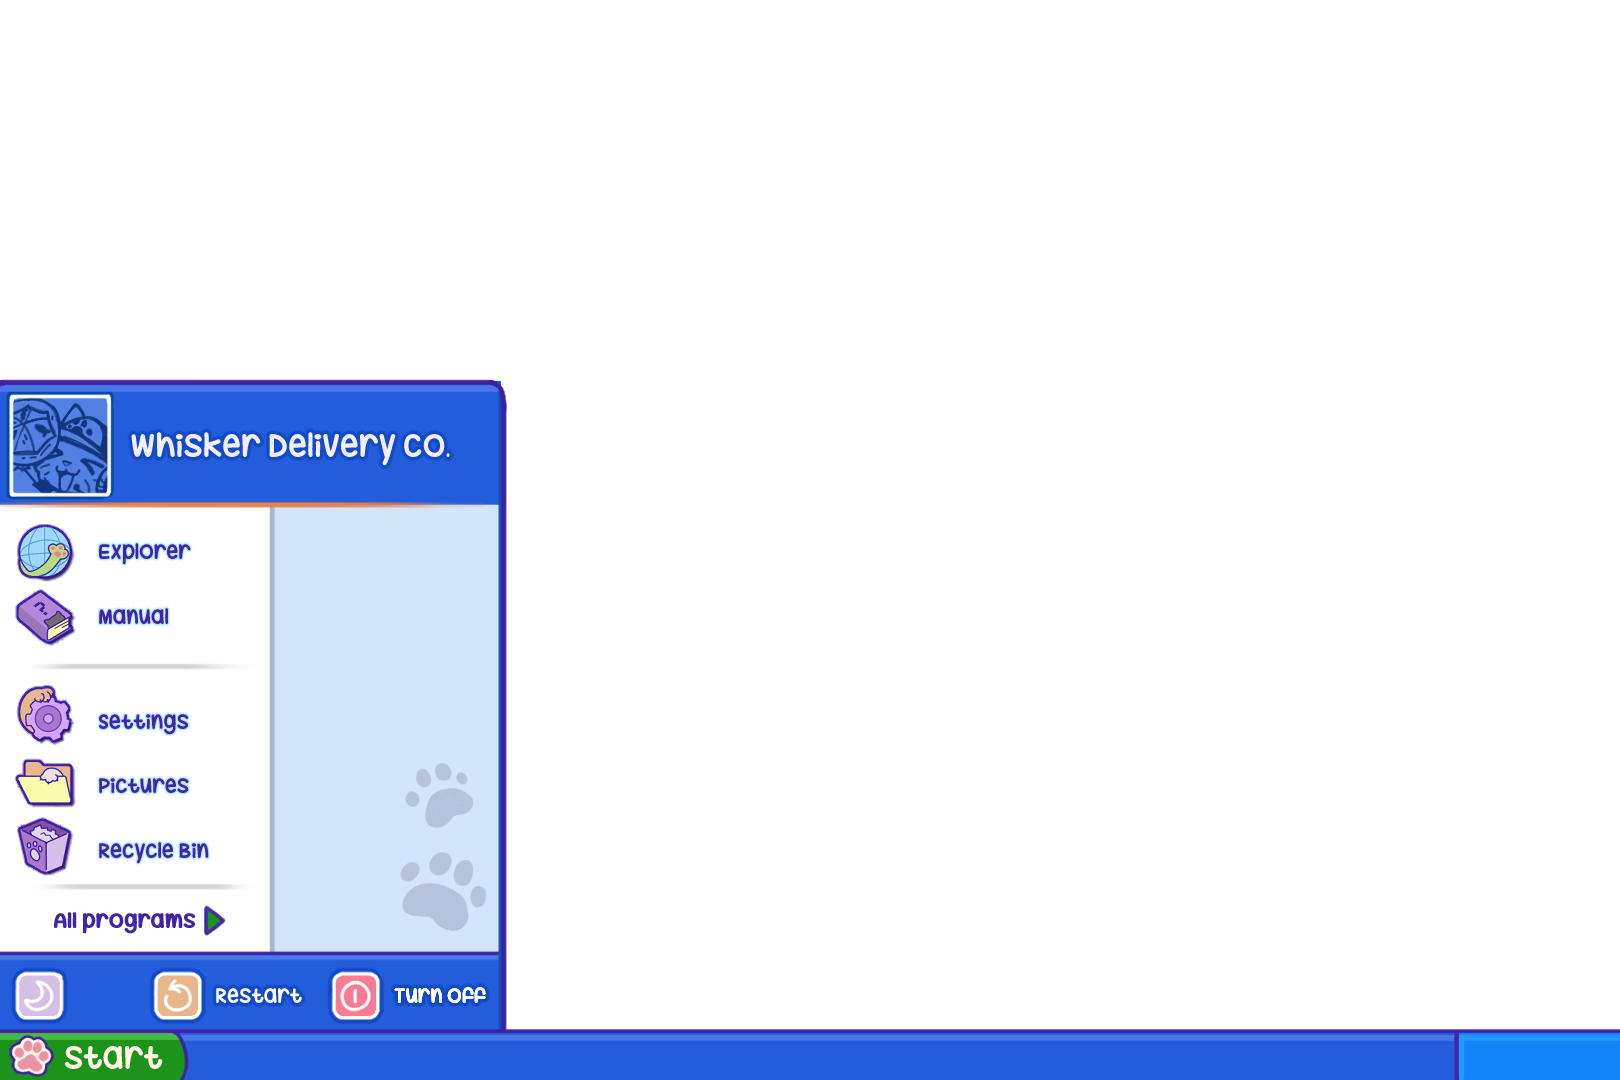 Whisker Delivery Co.
Explorer
Manual
Settings
Pictures
Recycle Bin
All programs
Restart
Turn Off
Start